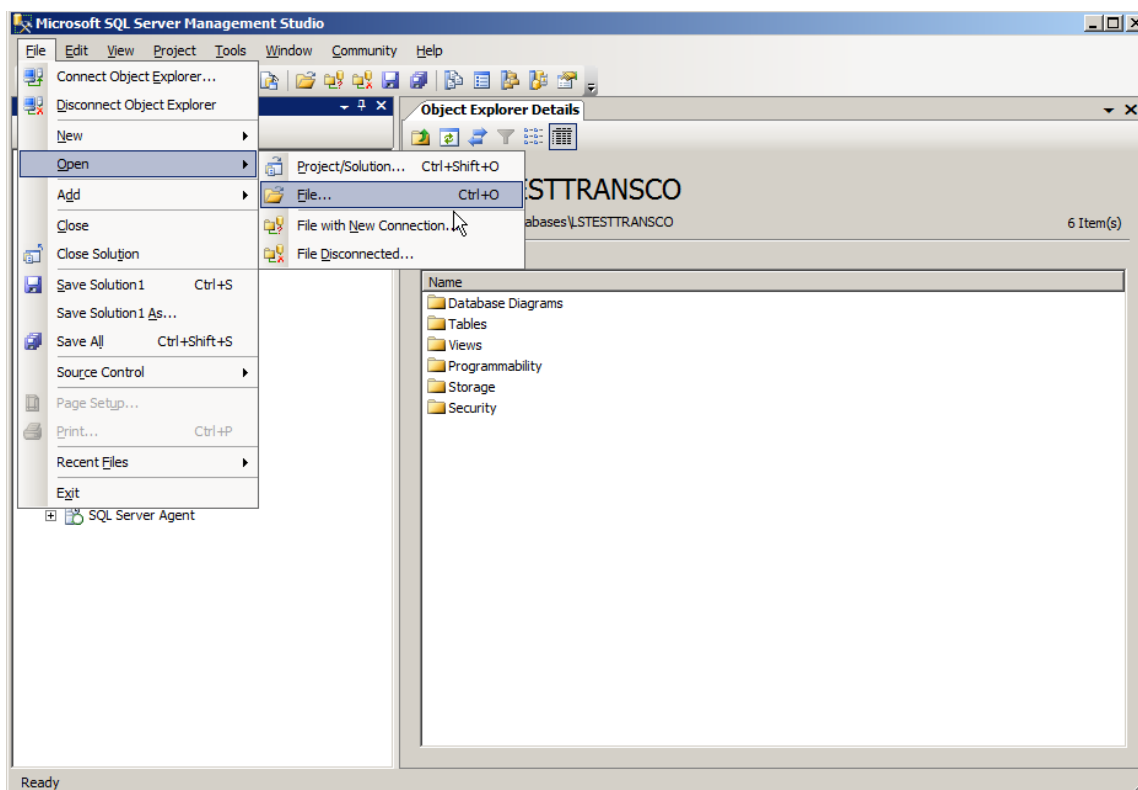 Microsoft SQL Server Management Studio
File Edit View Project Tools Window Community Help
Connect Object Explorer...
Disconnect Object Explorer
New
Open
Add
Close
Close Solution
Save Solution1 Ctrl+S
Save Solution1 As...
Save All Ctrl+Shift+S
Source Control
Page Setup...
Print... Ctrl+P
Recent Files
Exit
Project/Solution... Ctrl+Shift+O
File... Ctrl+O
File with New Connection...
File Disconnected...
SQL Server Agent
Object Explorer Details
STTRANSCO
abases\LSTESTTRANSCO 6 Item(s)
Name
Database Diagrams
Tables
Views
Programmability
Storage
Security
Ready